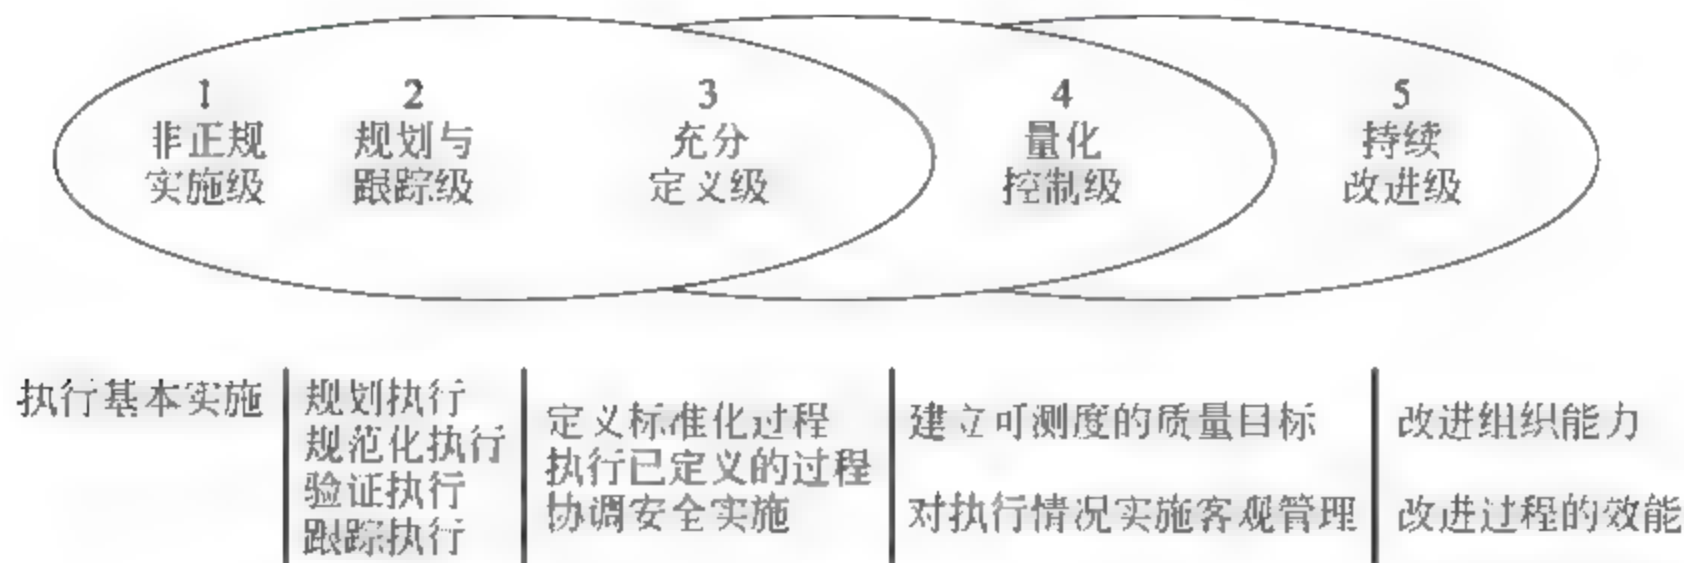 1
非正规
实施级
2
规划与
跟踪级
3
充分
定义级
4
量化
控制级
5
持续
改进级
执行基本实施
规划执行
规范化执行
验证执行
跟踪执行
定义标准化过程
执行已定义的过程
协调安全实施
建立可测度的质量目标
对执行情况实施客观管理
改进组织能力
改进过程的效能